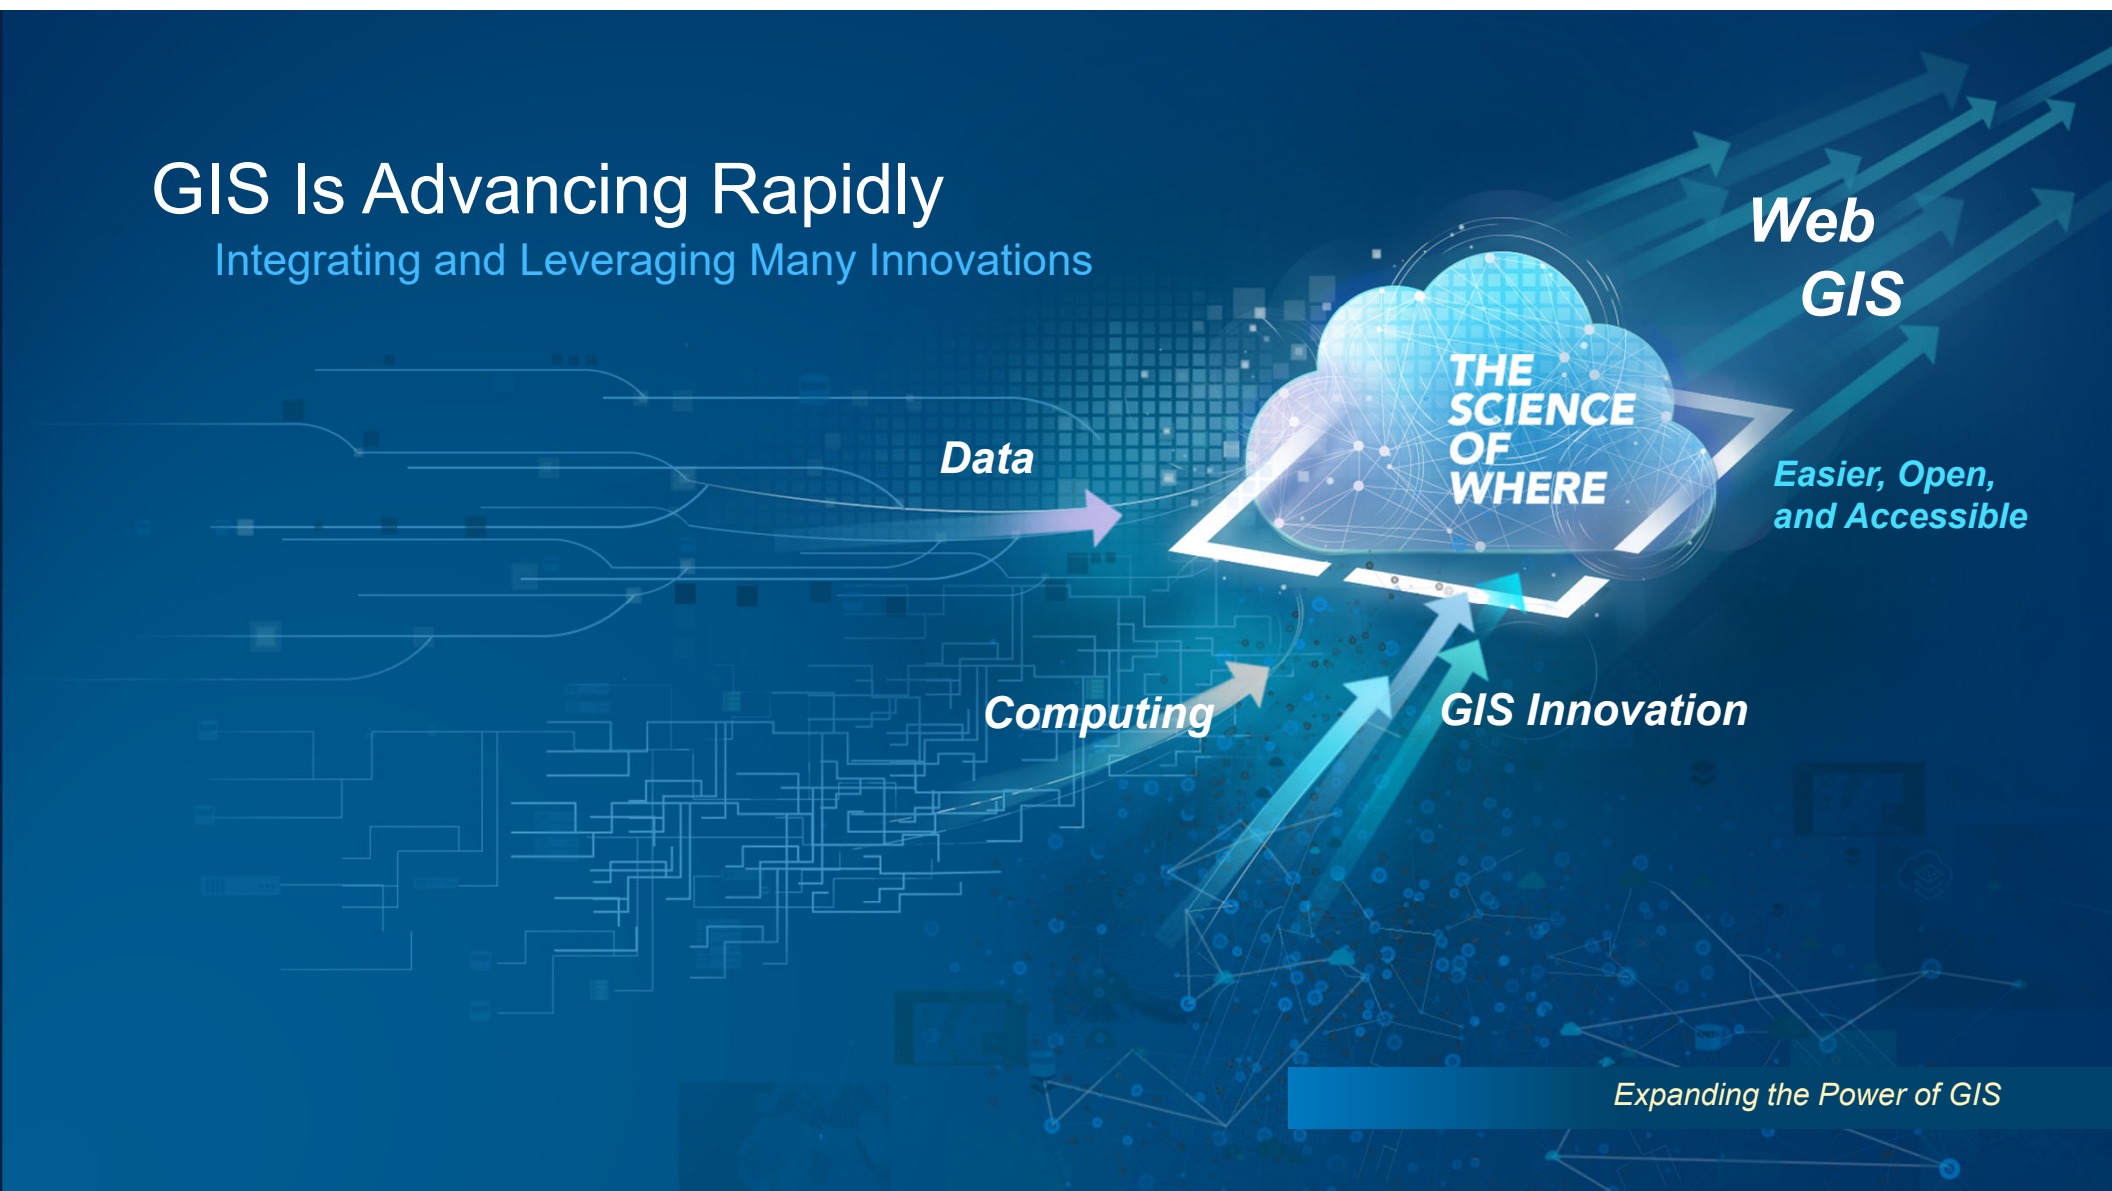 GIS Is Advancing Rapidly
Integrating and Leveraging Many Innovations
Web
GIS
THE
SCIENCE
OF
WHERE
Data
Easier, Open,
and Accessible
Computing
GIS Innovation
Expanding the Power of GIS